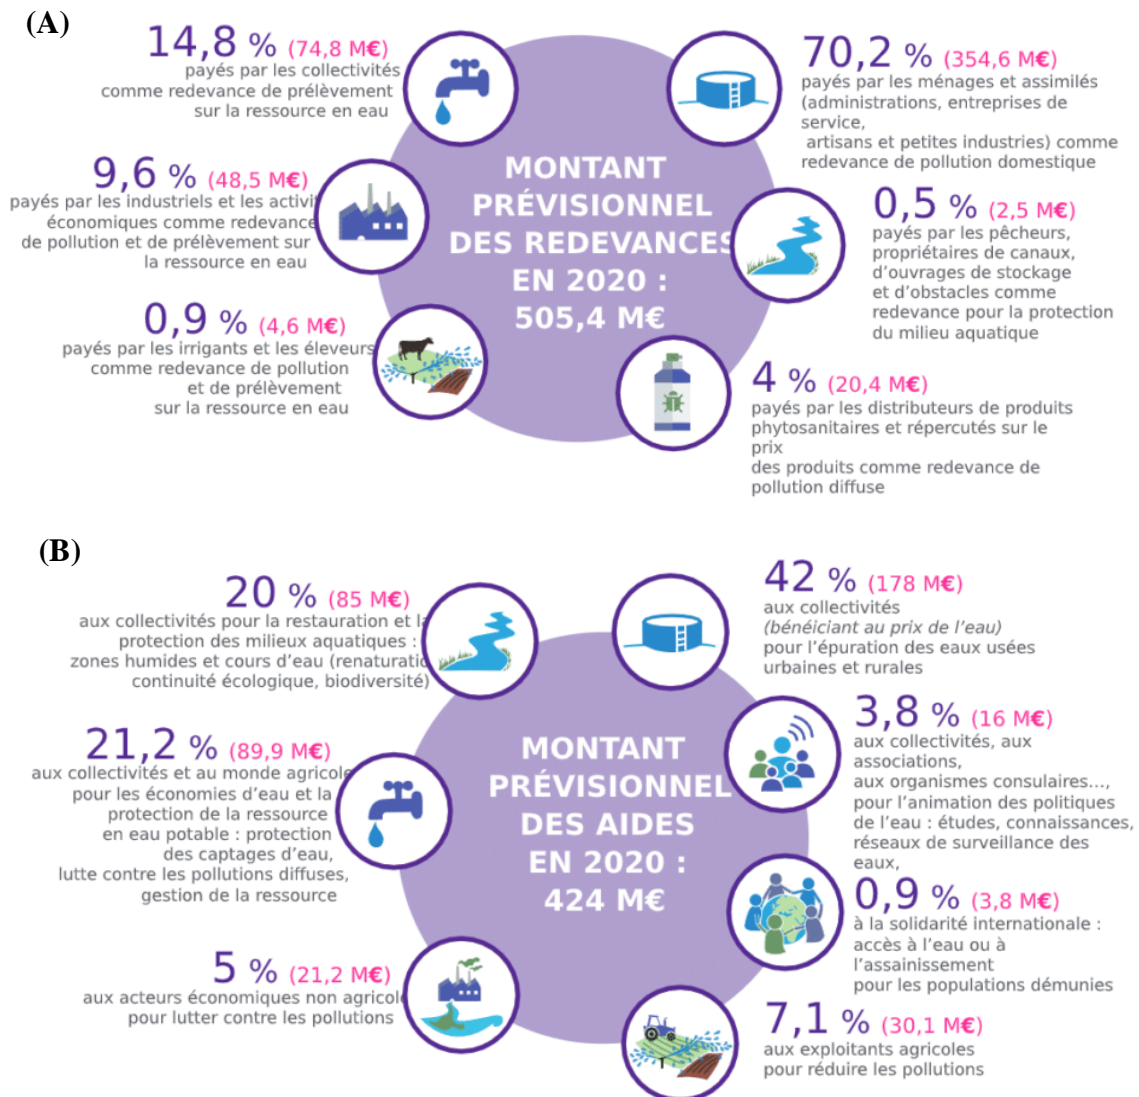 (A)
14,8 % (74,8 M€)
payés par les collectivités
comme redevance de prélèvement
sur la ressource en eau
9,6 % (48,5 M€)
payés par les industriels et les activit
économiques comme redevance
de pollution et de prélèvement sur
la ressource en eau
0,9 % (4,6 M€)
payés par les irrigants et les éleveurs
comme redevance de pollution
et de prélèvement
sur la ressource en eau
MONTANT
PRÉVISIONNEL
DES REDEVANCES
EN 2020 :
505,4 M€
70,2 % (354,6 M€)
payés par les ménages et assimilés
(administrations, entreprises de
service,
artisans et petites industries) comme
redevance de pollution domestique
0,5 % (2,5 M€)
payés par les pêcheurs,
propriétaires de canaux,
d’ouvrages de stockage
et d’obstacles comme
redevance pour la protection
du milieu aquatique
4 % (20,4 M€)
payés par les distributeurs de produits
phytosanitaires et répercutés sur le
prix
des produits comme redevance de
pollution diffuse
(B)
20 % (85 M€)
aux collectivités pour la restauration et la
protection des milieux aquatiques :
zones humides et cours d’eau (renaturatio
continuité écologique, biodiversité)
21,2 % (89,9 M€)
aux collectivités et au monde agricole
pour les économies d’eau et la
protection de la ressource
en eau potable : protection
des captages d’eau,
lutte contre les pollutions diffuses,
gestion de la ressource
5 % (21,2 M€)
aux acteurs économiques non agricole
pour lutter contre les pollutions
MONTANT
PRÉVISIONNEL
DES AIDES
EN 2020 :
424 M€
42 % (178 M€)
aux collectivités
(bénéiciant au prix de l’eau)
pour l’épuration des eaux usées
urbaines et rurales
3,8 % (16 M€)
aux collectivités, aux
associations,
aux organismes consulaires...,
pour l’animation des politiques
de l’eau : études, connaissances,
réseaux de surveillance des
eaux,
0,9 % (3,8 M€)
à la solidarité internationale :
accès à l’eau ou à
l’assainissement
pour les populations démunies
7,1 % (30,1 M€)
aux exploitants agricoles
pour réduire les pollutions